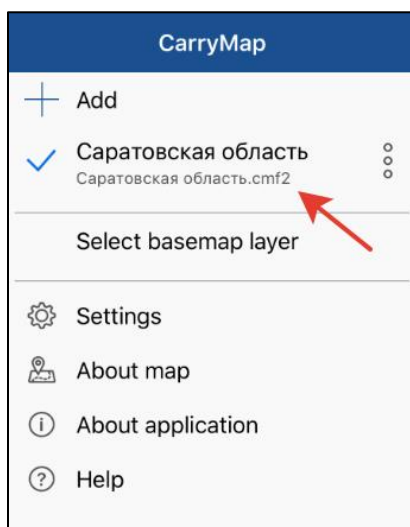 CarryMap
Add
Саратовская область
Саратовская область.cmf2
Select basemap layer
Settings
About map
About application
Help